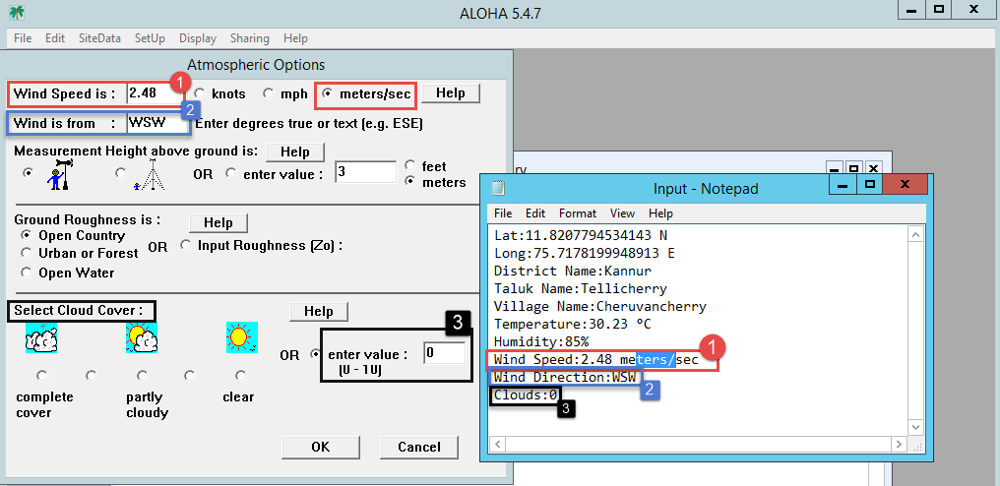 ALOHA 5.4.7
File Edit SiteData SetUp Display Sharing Help
Atmospheric Options
Wind Speed is : 2.48 1 knots mph meters/sec Help
Wind is from : WSW 2 Enter degrees true or text (e.g. ESE)
Measurement Height above ground is: Help
OR enter value : 3 feet
meters
Ground Roughness is : Help
Open Country
Urban or Forest OR Input Roughness (Zo) :
Open Water
Select Cloud Cover : Help 3
OR enter value : 0
(0 - 10)
complete cover
partly cloudy
clear
OK Cancel
ry
Input - Notepad
File Edit Format View Help
Lat:11.8207794534143 N
Long:75.7178199948913 E
District Name:Kannur
Taluk Name:Tellicherry
Village Name:Cheruvancherry
Temperature:30.23 ºC
Humidity:85%
Wind Speed:2.48 meters/sec 1
Wind Direction:WSW 2
Clouds:0 3